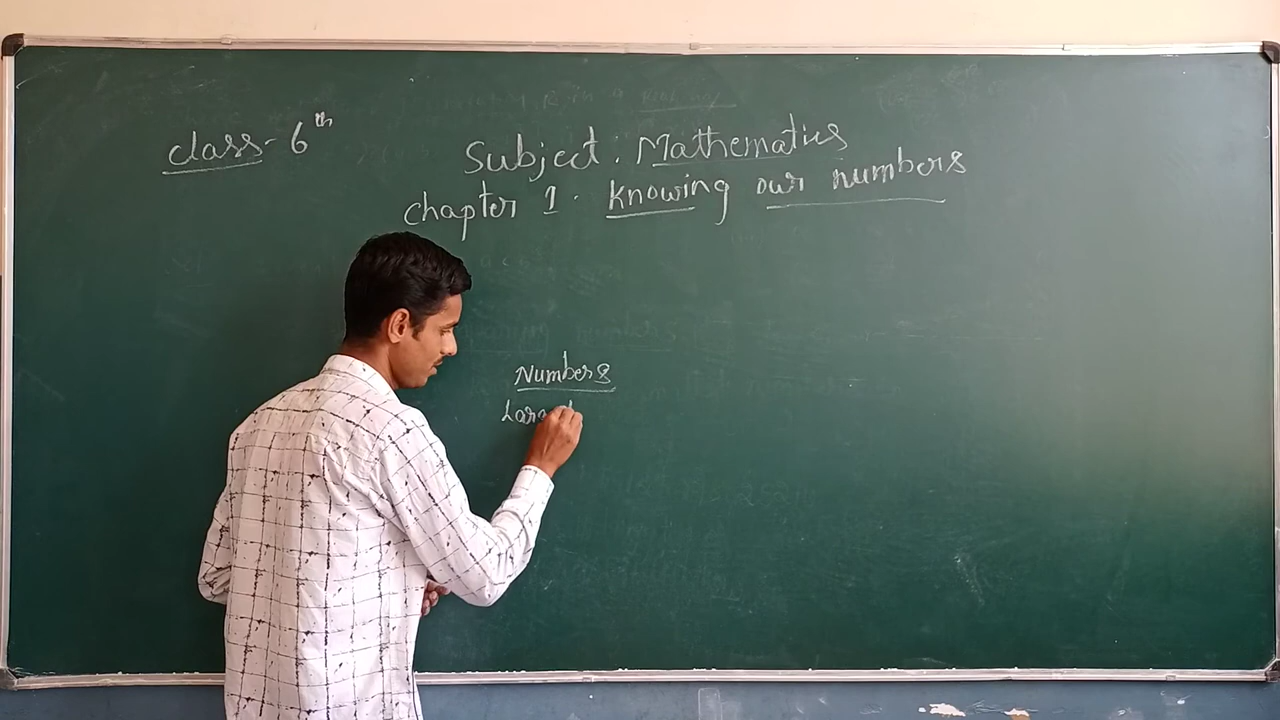 class- 6th
Subject. Mathematics
chapter 1. knowing our numbers
Numbers